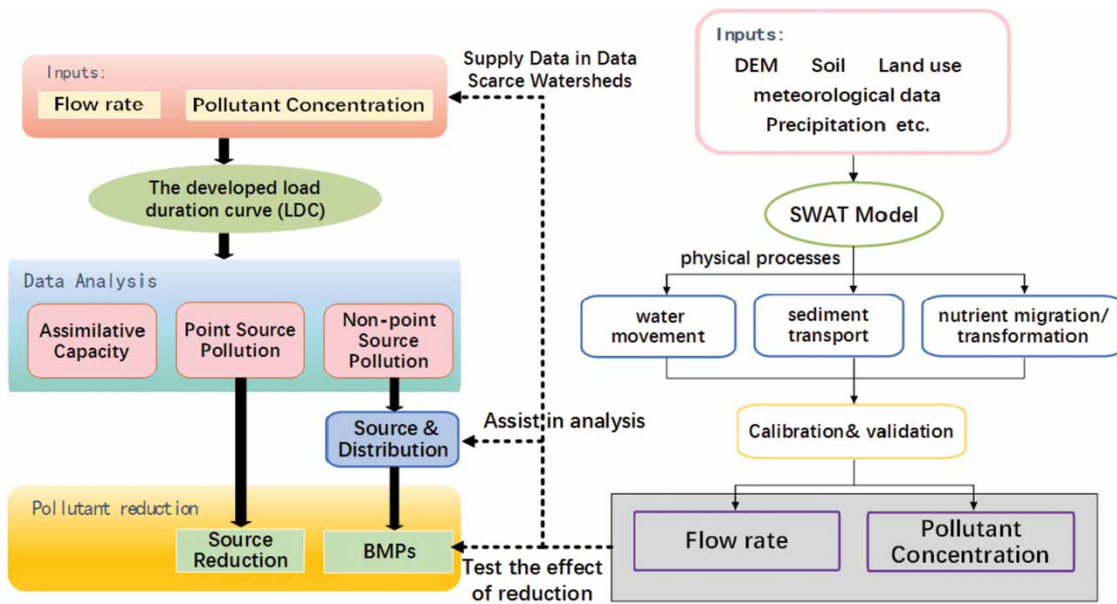 Inputs:
Flow rate
Pollutant Concentration
The developed load
duration curve (LDC)
Data Analysis
Assimilative
Capacity
Point Source
Pollution
Non-point
Source
Pollution
Source &
Distribution
Pollutant reduction
Source
Reduction
BMPs
Supply Data in Data
Scarce Watersheds
Assist in analysis
Test the effect
of reduction
Inputs:
DEM Soil Land use
meteorological data
Precipitation etc.
SWAT Model
physical processes
water
movement
sediment
transport
nutrient migration/
transformation
Calibration& validation
Flow rate
Pollutant
Concentration